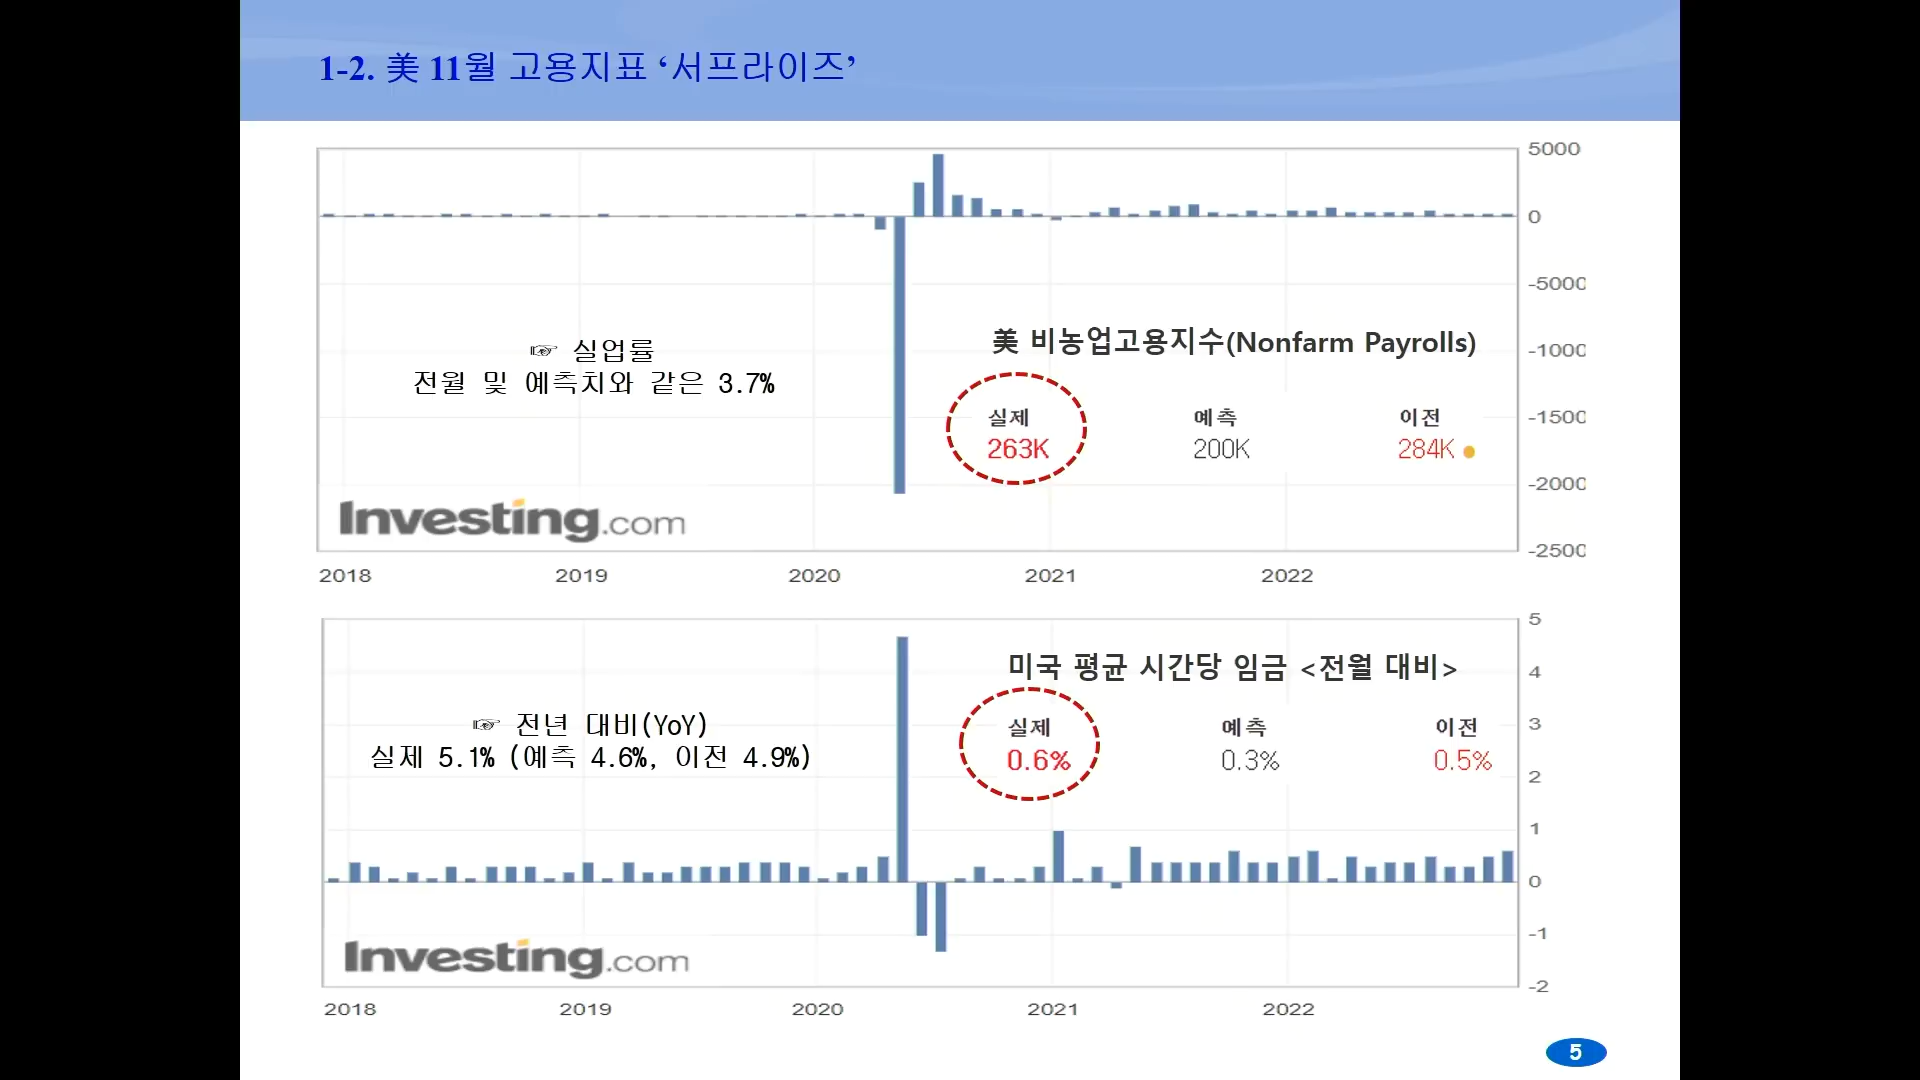 1-2. 美 11월 고용지표 ‘서프라이즈’
5000
0
-5000
-1000
-1500
-2000
-2500
☞ 실업률
전월 및 예측치와 같은 3.7%
美 비농업고용지수(Nonfarm Payrolls)
실제 예측 이전
263K 200K 284K
Investing.com
2018 2019 2020 2021 2022
5
4
3
2
1
0
-1
-2
미국 평균 시간당 임금 <전월 대비>
☞ 전년 대비(YoY)
실제 5.1% (예측 4.6%, 이전 4.9%)
실제 예측 이전
0.6% 0.3% 0.5%
Investing.com
2018 2019 2020 2021 2022
5